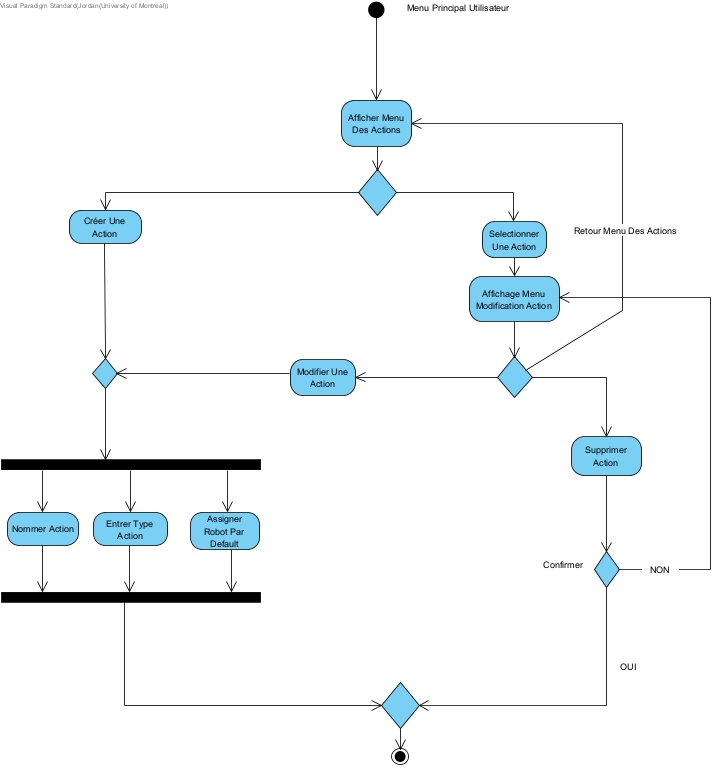 Visual Paradigm Standard(Jordan(University of Montreal))
Menu Principal Utilisateur
Afficher Menu
Des Actions
Créer Une
Action
Selectionner
Une Action
Retour Menu Des Actions
Affichage Menu
Modification Action
Modifier Une
Action
Supprimer
Action
Nommer Action
Entrer Type
Action
Assigner
Robot Par
Default
Confirmer
NON
OUI